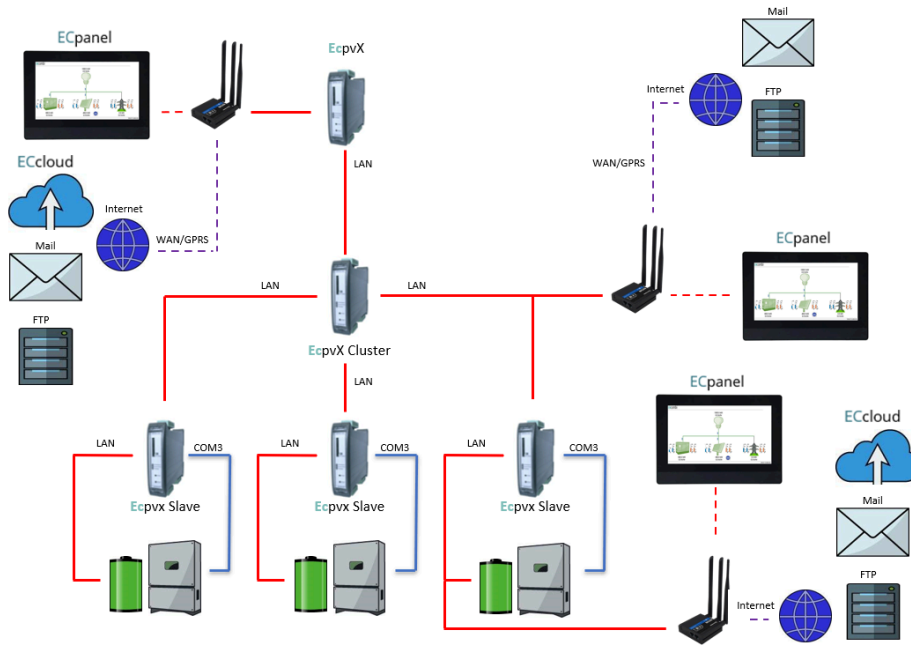 ECpanel
EcpvX
Mail
Internet
FTP
LAN
ECcloud
WAN/GPRS
Internet
WAN/GPRS
Mail
ECpanel
LAN
LAN
FTP
EcpvX Cluster
LAN
ECpanel
ECcloud
LAN
COM3
LAN
COM3
LAN
COM3
Mail
Ecpvx Slave
Ecpvx Slave
Ecpvx Slave
FTP
Internet